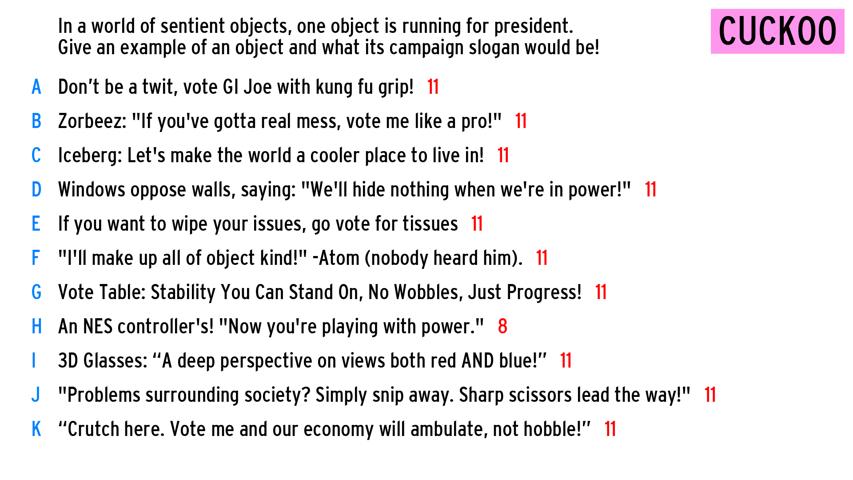 In a world of sentient objects, one object is running for president.
Give an example of an object and what its campaign slogan would be!
CUCKOO
A Don't be a twit, vote GI Joe with kung fu grip! 11
B Zorbeez: "If you've gotta real mess, vote me like a pro!" 11
C Iceberg: Let's make the world a cooler place to live in! 11
D Windows oppose walls, saying: "We'll hide nothing when we're in power!" 11
E If you want to wipe your issues, go vote for tissues 11
F "I'll make up all of object kind!" -Atom (nobody heard him). 11
G Vote Table: Stability You Can Stand On, No Wobbles, Just Progress! 11
H An NES controller's! "Now you're playing with power." 8
I 3D Glasses: “A deep perspective on views both red AND blue!” 11
J "Problems surrounding society? Simply snip away. Sharp scissors lead the way!" 11
K “Crutch here. Vote me and our economy will ambulate, not hobble!” 11